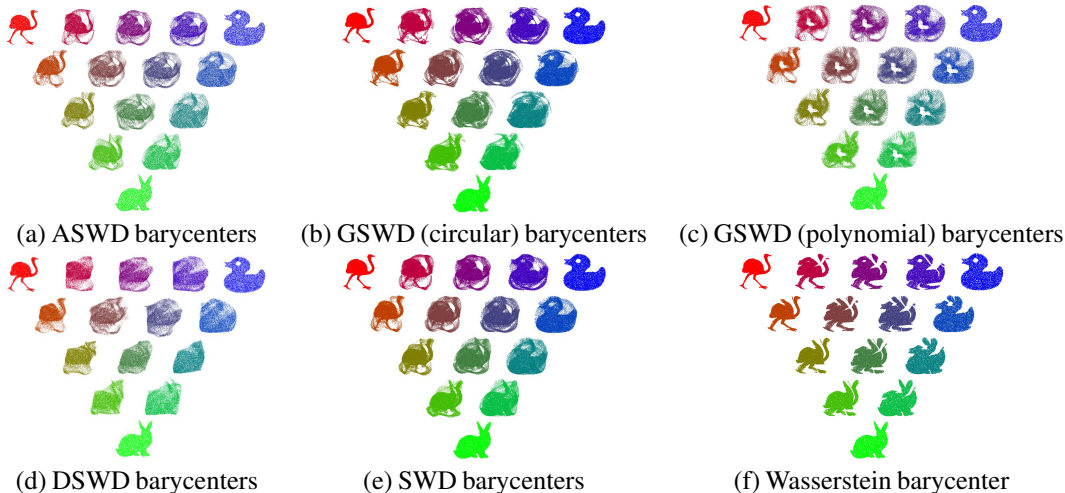 (a) ASWD barycenters
(b) GSWD (circular) barycenters
(c) GSWD (polynomial) barycenters
(d) DSWD barycenters
(e) SWD barycenters
(f) Wasserstein barycenter